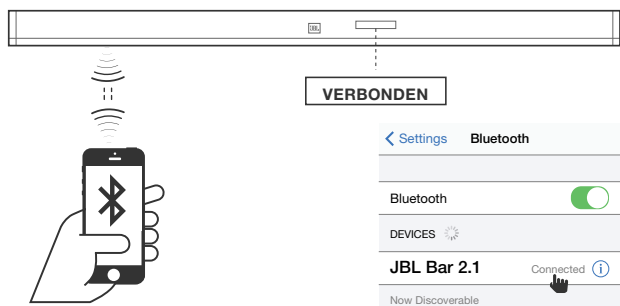 JBL
VERBONDEN
Settings Bluetooth
Bluetooth
DEVICES
JBL Bar 2.1 Connected
Now Discoverable